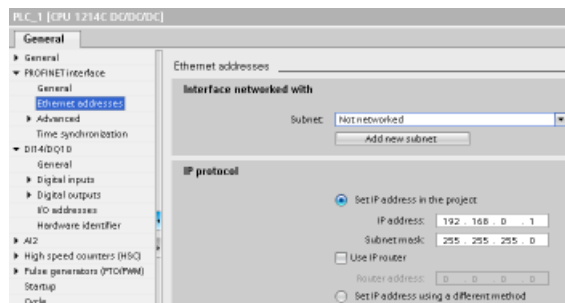 PLC_1 [CPU 1214C DC/DC/DC]
General
General
PROFINET interface
General
Ethernet addresses
Advanced
Time synchronization
DI14/DQ10
General
Digital inputs
Digital outputs
I/O addresses
Hardware identifier
AI2
High speed counters (HSC)
Pulse generators (PTO/PWM)
Startup
Cycle
Ethernet addresses
Interface networked with
Subnet: Not networked
Add new subnet
IP protocol
Set IP address in the project
IP address: 192 . 168 . 0 . 1
Subnet mask: 255 . 255 . 255 . 0
Use IP router
Router address: 0 . 0 . 0 . 0
Set IP address using a different method